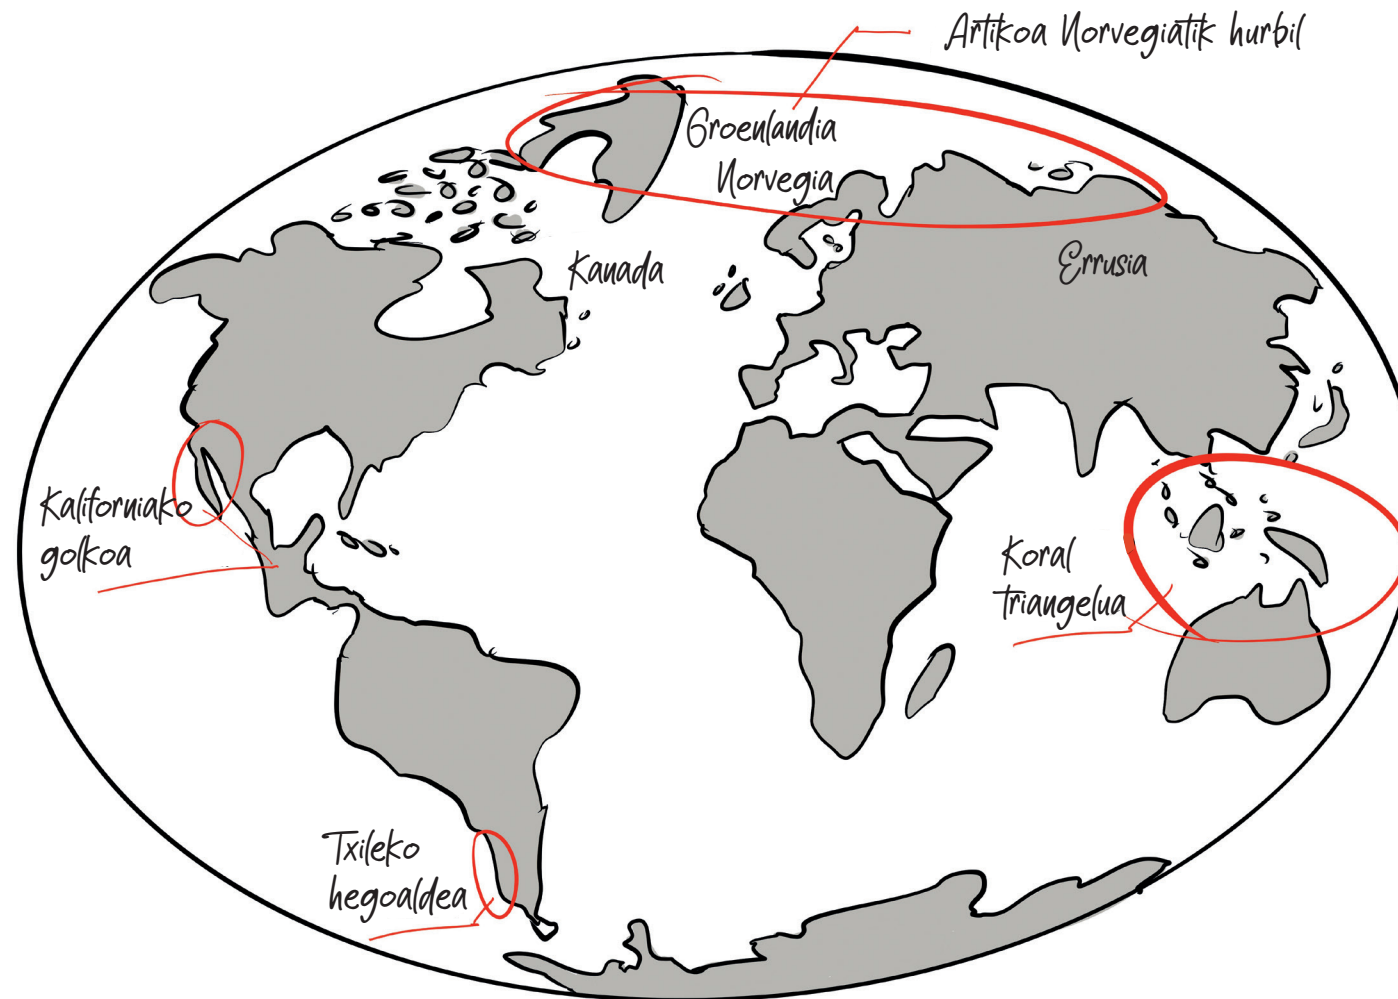 Artikoa Norvegiatik hurbil
Groenlandia
Norvegia
Kanada
Errusia
Kaliforniako
golkoa
Koral
triangelua
Txileko
hegoaldea